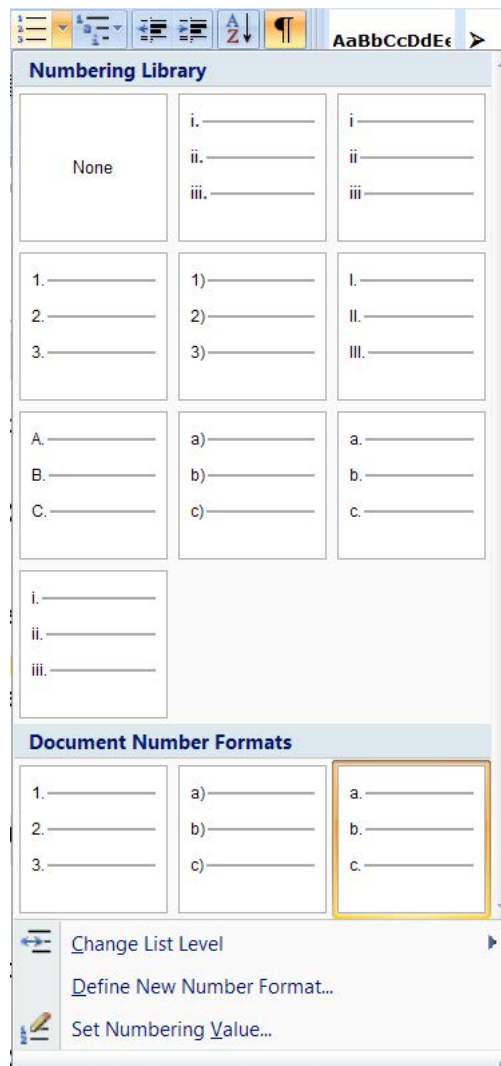 AaBbCcDdEe
Numbering Library
None
i.
ii.
iii.
i
ii
iii
1.
2.
3.
1)
2)
3)
I.
II.
III.
A.
B.
C.
a)
b)
c)
a.
b.
c.
i.
ii.
iii.
Document Number Formats
1.
2.
3.
a)
b)
c)
a.
b.
c.
Change List Level
Define New Number Format...
Set Numbering Value...